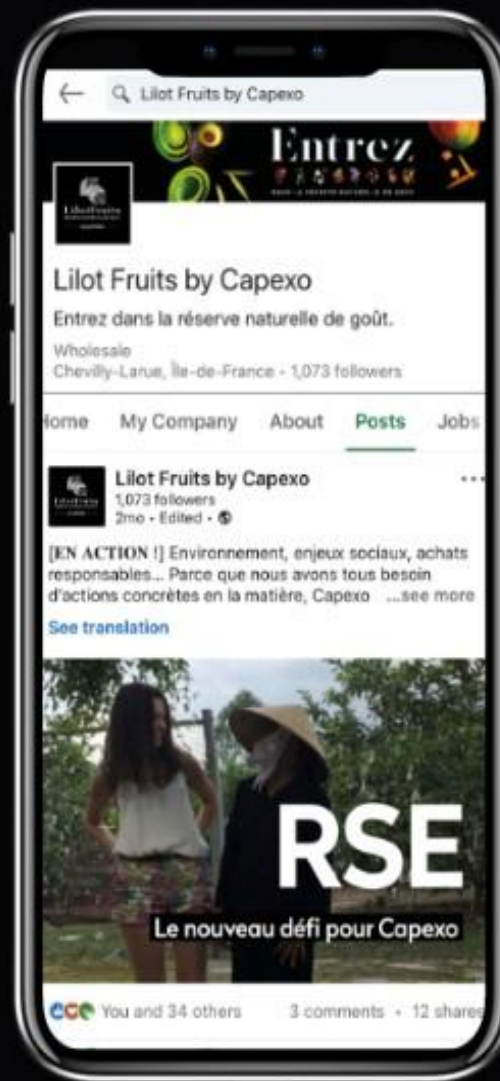 Lilot Fruits by Capexo
Entrez
LilotFruits
Lilot Fruits by Capexo
Entrez dans la réserve naturelle de goût.
Wholesale
Chevilly-Larue, Île-de-France • 1,073 followers
Home My Company About Posts Jobs
Lilot Fruits by Capexo
1,073 followers
2mo • Edited •
[EN ACTION !] Environnement, enjeux sociaux, achats
responsables... Parce que nous avons tous besoin
d'actions concrètes en la matière, Capexo ...see more
See translation
RSE
Le nouveau défi pour Capexo
You and 34 others 3 comments • 12 shares